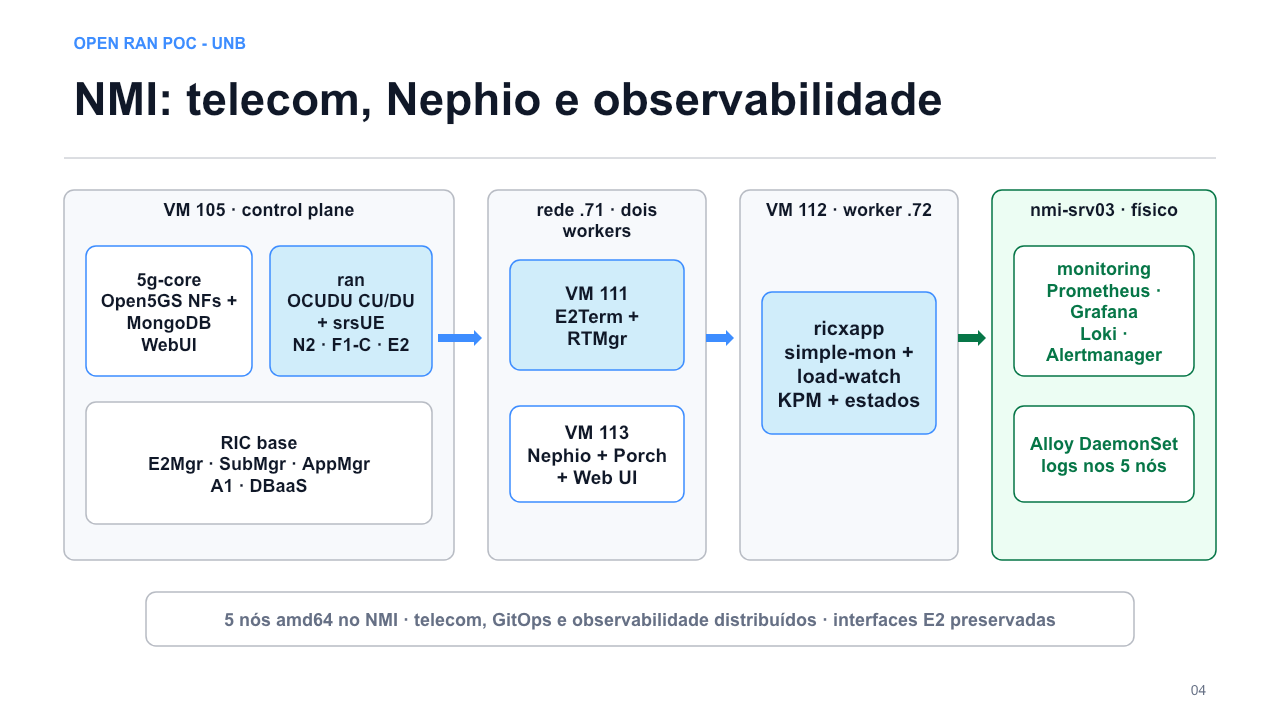 OPEN RAN POC - UNB
NMI: telecom, Nephio e observabilidade
VM 105 · control plane
5g-core
Open5GS NFs +
MongoDB
WebUI
ran
OCUDU CU/DU
+ srsUE
N2 · F1-C · E2
RIC base
E2Mgr · SubMgr · AppMgr
A1 · DBaaS
rede .71 · dois
workers
VM 111
E2Term +
RTMgr
VM 113
Nephio + Porch
+ Web UI
VM 112 · worker .72
ricxapp
simple-mon +
load-watch
KPM + estados
nmi-srv03 · físico
monitoring
Prometheus ·
Grafana
Loki ·
Alertmanager
Alloy DaemonSet
logs nos 5 nós
5 nós amd64 no NMI · telecom, GitOps e observabilidade distribuídos · interfaces E2 preservadas
04